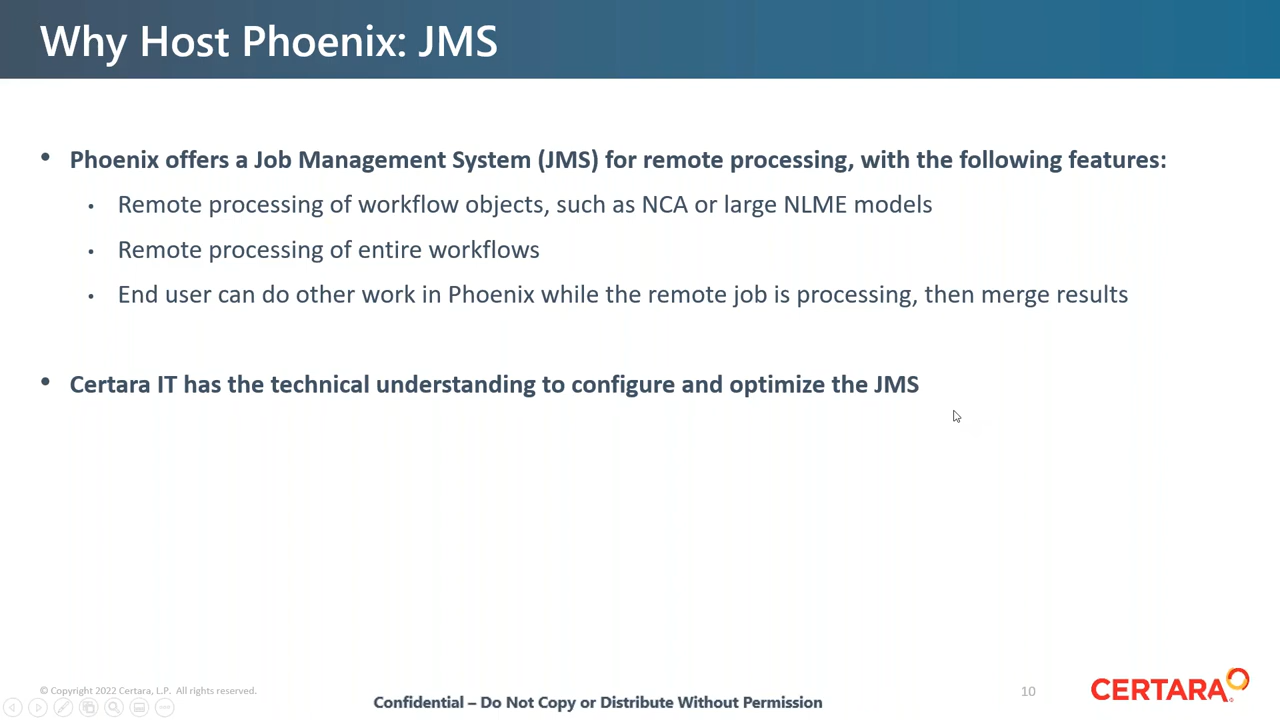 Why Host Phoenix: JMS
• Phoenix offers a Job Management System (JMS) for remote processing, with the following features:
• Remote processing of workflow objects, such as NCA or large NLME models
• Remote processing of entire workflows
• End user can do other work in Phoenix while the remote job is processing, then merge results
• Certara IT has the technical understanding to configure and optimize the JMS
© Copyright 2022 Certara, L.P. All rights reserved.
Confidential – Do Not Copy or Distribute Without Permission
10
CERTARA